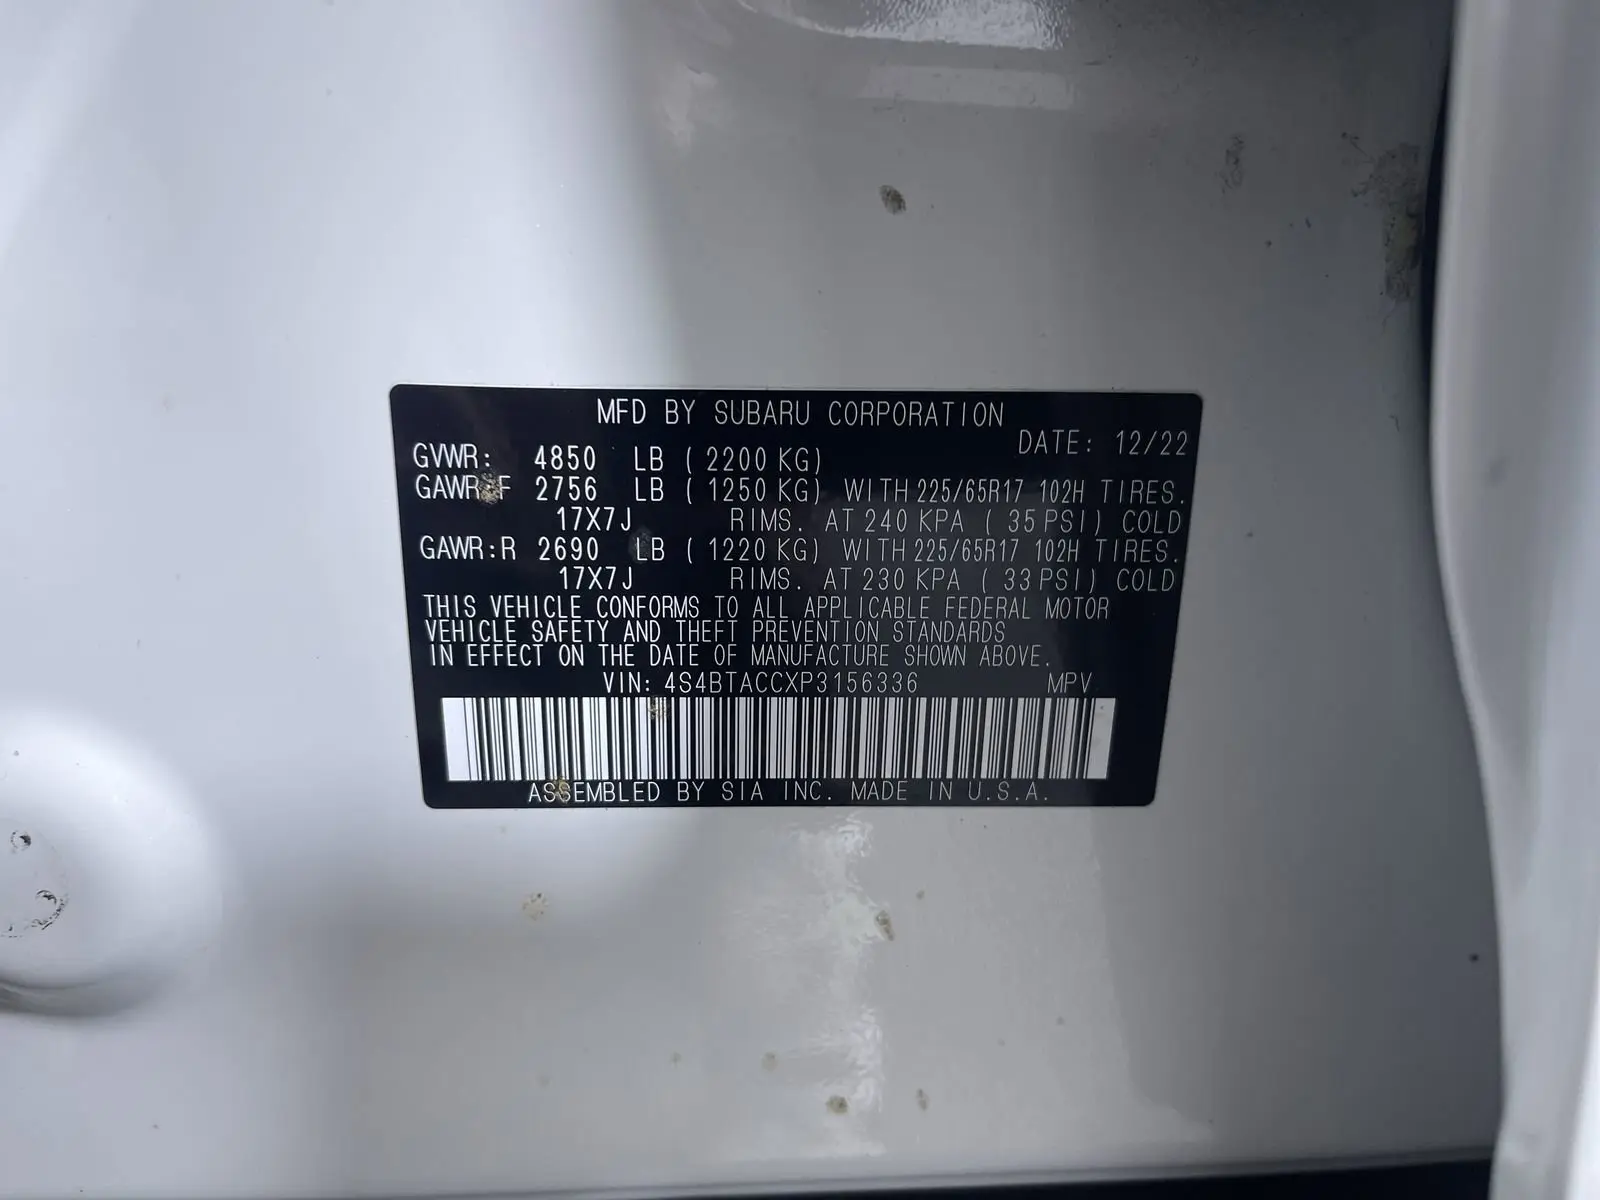 MFD BY SUBARU CORPORATION
DATE: 12/22
GVWR: 4850 LB ( 2200 KG)
GAWR:F 2756 LB ( 1250 KG) WITH 225/65R17 102H TIRES.
17X7J RIMS. AT 240 KPA ( 35 PSI) COLD
GAWR:R 2690 LB ( 1220 KG) WITH 225/65R17 102H TIRES.
17X7J RIMS. AT 230 KPA ( 33 PSI) COLD
THIS VEHICLE CONFORMS TO ALL APPLICABLE FEDERAL MOTOR
VEHICLE SAFETY AND THEFT PREVENTION STANDARDS
IN EFFECT ON THE DATE OF MANUFACTURE SHOWN ABOVE.
VIN: 4S4BTACCXP3156336 MPV
ASSEMBLED BY SIA INC. MADE IN U.S.A.